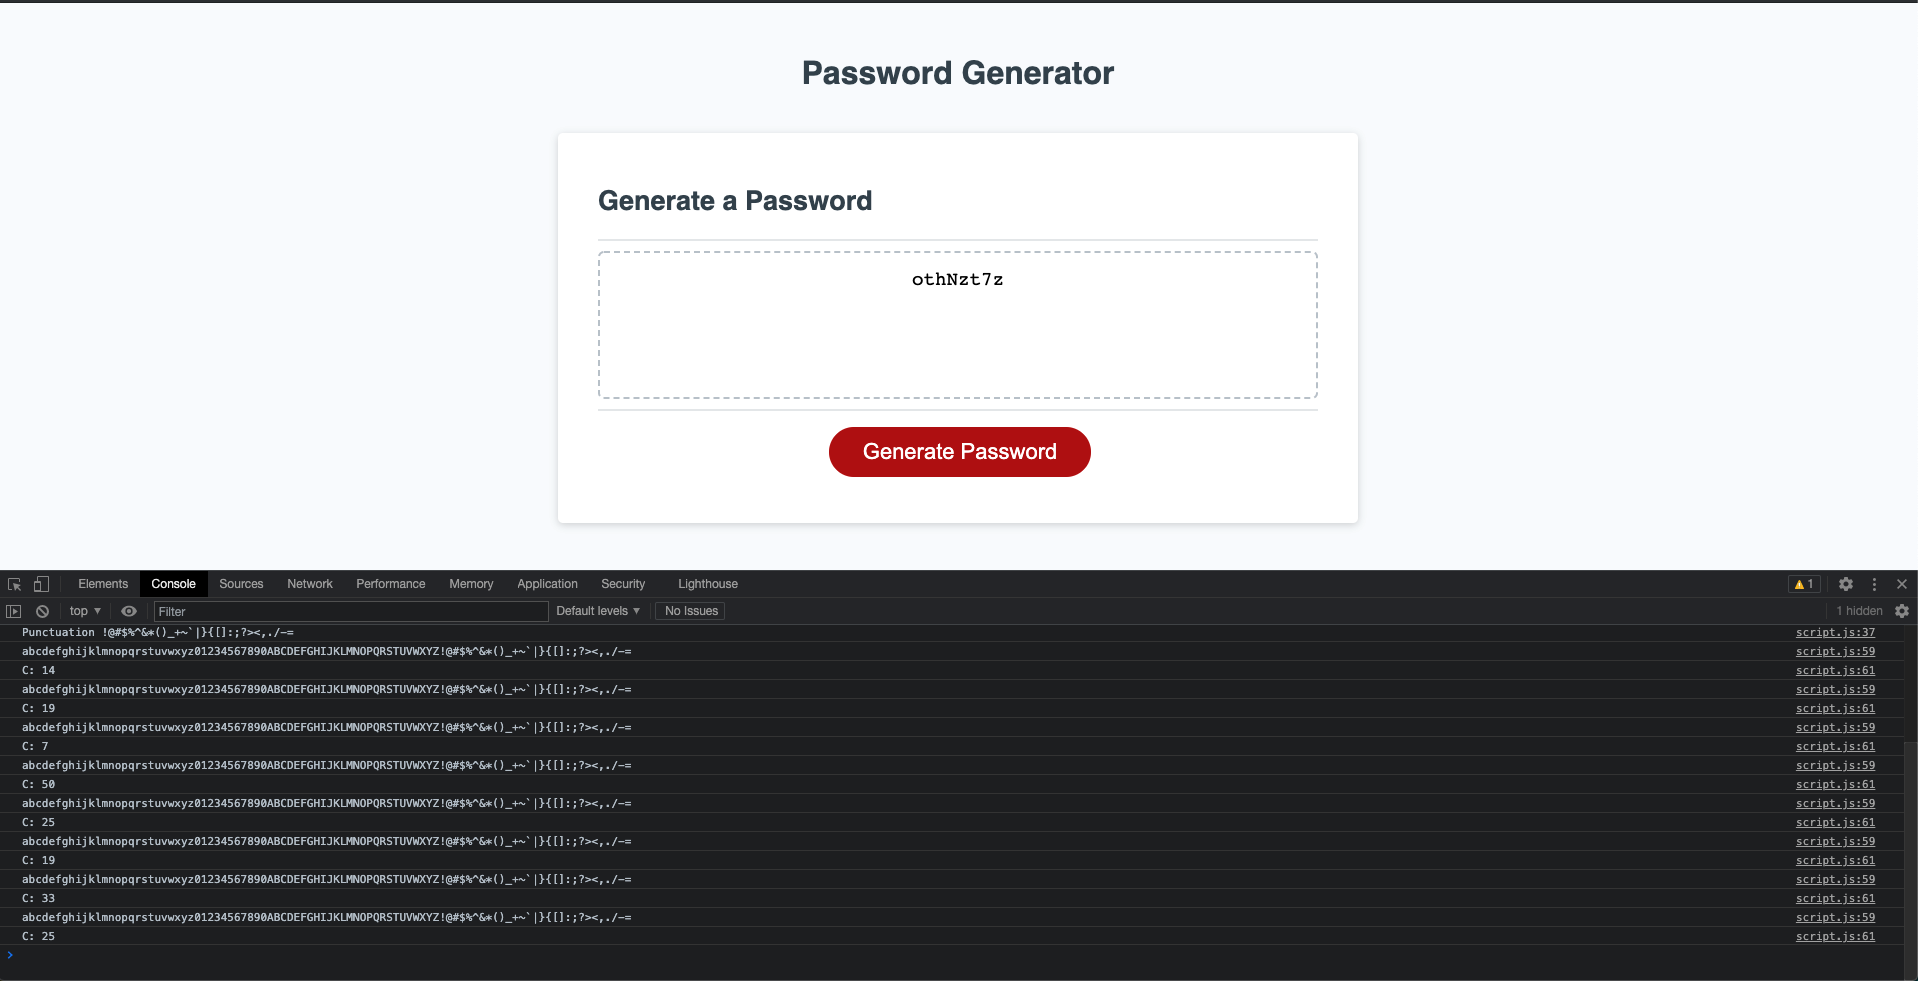 Password Generator
Generate a Password
othNzt7z
Generate Password
Elements Console Sources Network Performance Memory Application Security Lighthouse 1
top Filter Default levels No Issues 1 hidden
Punctuation !@#$%^&*()_+~`|}{[]:;?><,./-= script.js:37
abcdefghijklmnopqrstuvwxyz01234567890ABCDEFGHIJKLMNOPQRSTUVWXYZ!@#$%^&*()_+~`|}{[]:;?><,./-= script.js:59
C: 14 script.js:61
abcdefghijklmnopqrstuvwxyz01234567890ABCDEFGHIJKLMNOPQRSTUVWXYZ!@#$%^&*()_+~`|}{[]:;?><,./-= script.js:59
C: 19 script.js:61
abcdefghijklmnopqrstuvwxyz01234567890ABCDEFGHIJKLMNOPQRSTUVWXYZ!@#$%^&*()_+~`|}{[]:;?><,./-= script.js:59
C: 7 script.js:61
abcdefghijklmnopqrstuvwxyz01234567890ABCDEFGHIJKLMNOPQRSTUVWXYZ!@#$%^&*()_+~`|}{[]:;?><,./-= script.js:59
C: 50 script.js:61
abcdefghijklmnopqrstuvwxyz01234567890ABCDEFGHIJKLMNOPQRSTUVWXYZ!@#$%^&*()_+~`|}{[]:;?><,./-= script.js:59
C: 25 script.js:61
abcdefghijklmnopqrstuvwxyz01234567890ABCDEFGHIJKLMNOPQRSTUVWXYZ!@#$%^&*()_+~`|}{[]:;?><,./-= script.js:59
C: 19 script.js:61
abcdefghijklmnopqrstuvwxyz01234567890ABCDEFGHIJKLMNOPQRSTUVWXYZ!@#$%^&*()_+~`|}{[]:;?><,./-= script.js:59
C: 33 script.js:61
abcdefghijklmnopqrstuvwxyz01234567890ABCDEFGHIJKLMNOPQRSTUVWXYZ!@#$%^&*()_+~`|}{[]:;?><,./-= script.js:59
C: 25 script.js:61